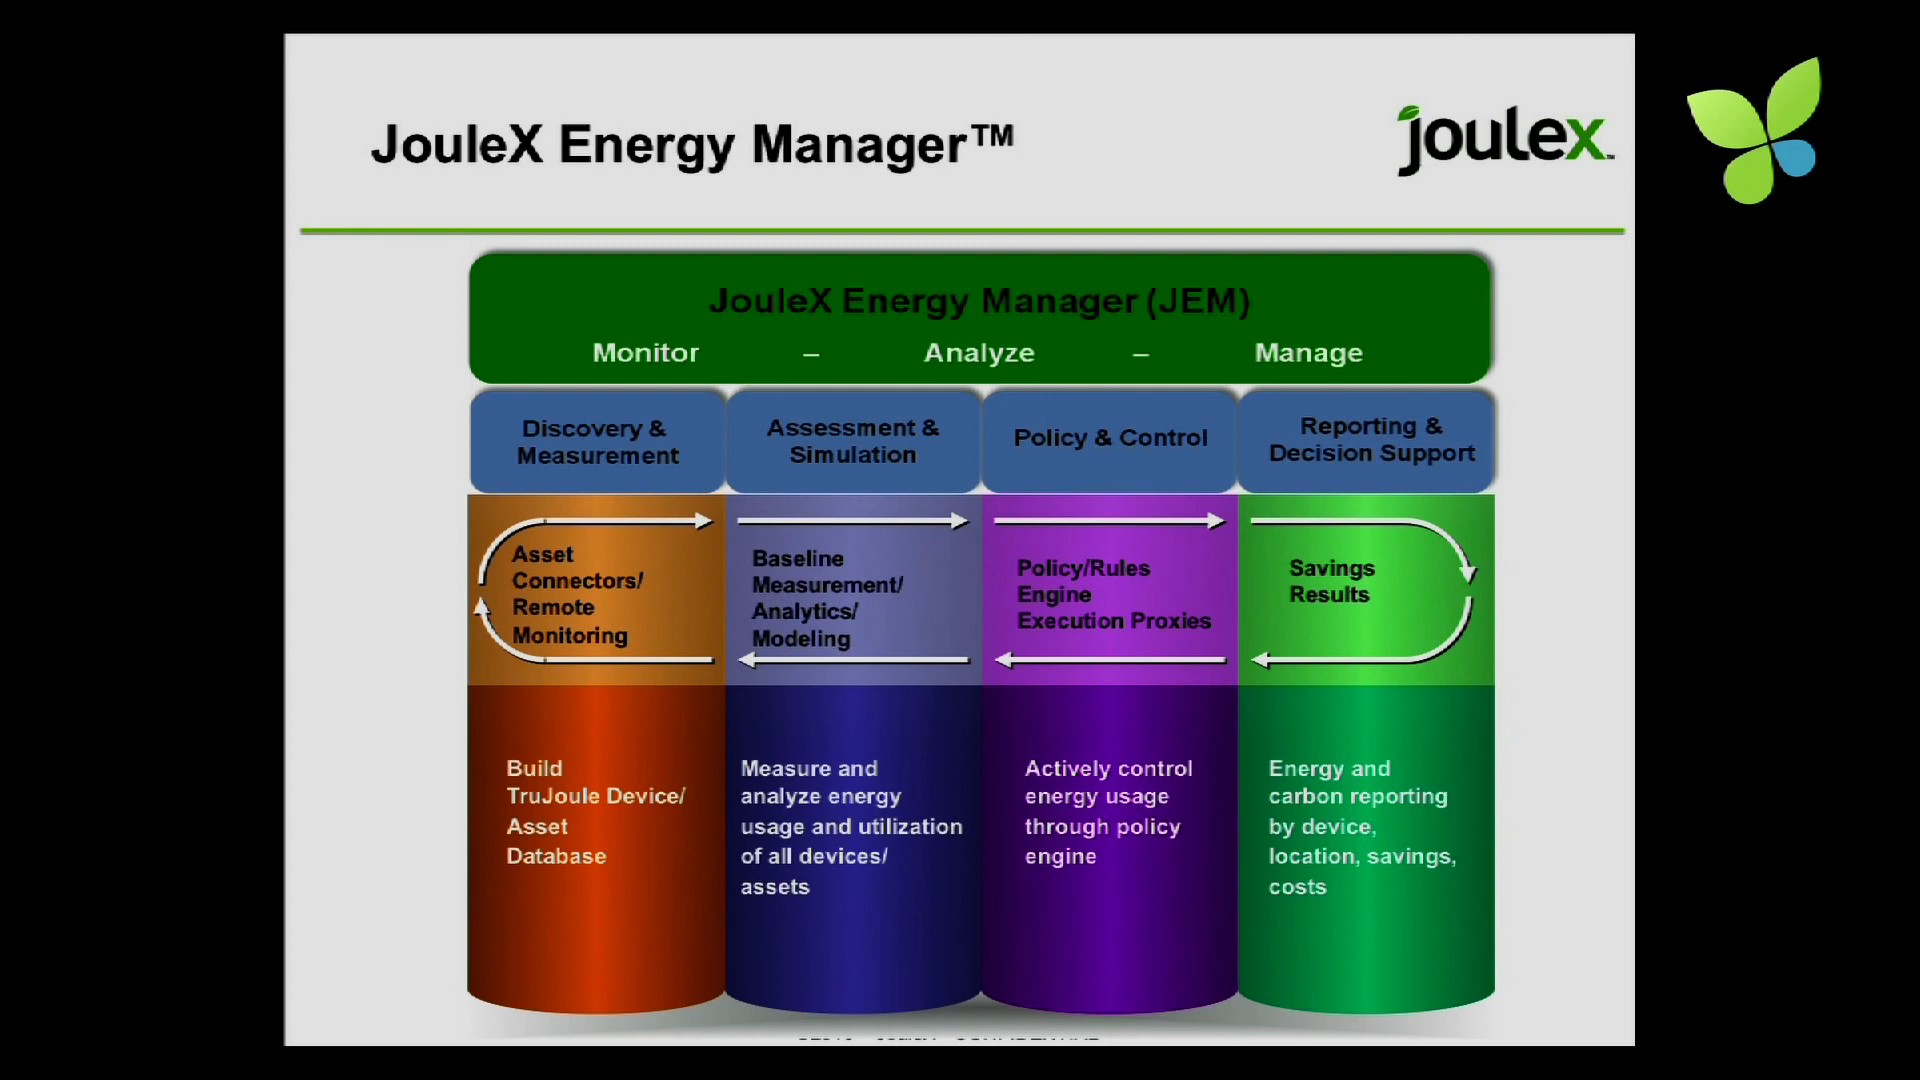 JouleX Energy Manager™
joulex™
JouleX Energy Manager (JEM)
Monitor – Analyze – Manage
Discovery &
Measurement
Assessment &
Simulation
Policy & Control
Reporting &
Decision Support
Asset
Connectors/
Remote
Monitoring
Baseline
Measurement/
Analytics/
Modeling
Policy/Rules
Engine
Execution Proxies
Savings
Results
Build
TruJoule Device/
Asset
Database
Measure and
analyze energy
usage and utilization
of all devices/
assets
Actively control
energy usage
through policy
engine
Energy and
carbon reporting
by device,
location, savings,
costs